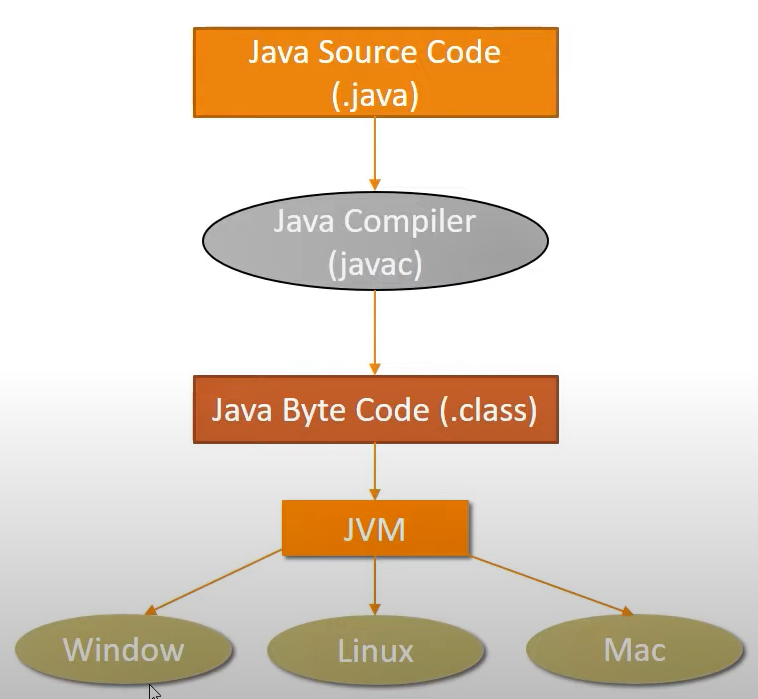 Java Source Code
(.java)
Java Compiler
(javac)
Java Byte Code (.class)
JVM
Window
Linux
Mac